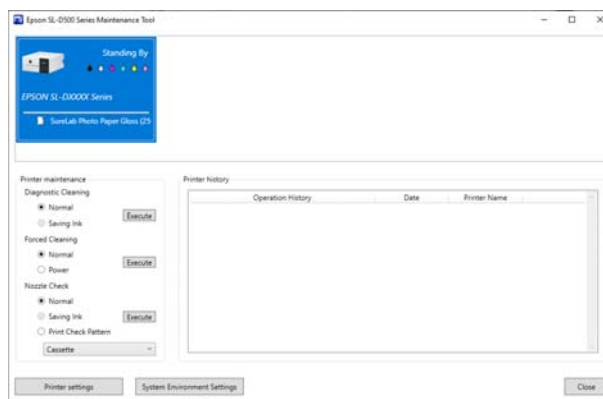 Epson SL-D500 Series Maintenance Tool
Standing By
EPSON SL-DXXXX Series
SureLab Photo Paper Gloss (25
Printer maintenance
Diagnostic Cleaning
Normal
Saving Ink
Execute
Forced Cleaning
Normal
Power
Execute
Nozzle Check
Normal
Saving Ink
Execute
Print Check Pattern
Cassette
Printer history
Operation History Date Printer Name
Printer settings
System Environment Settings
Close